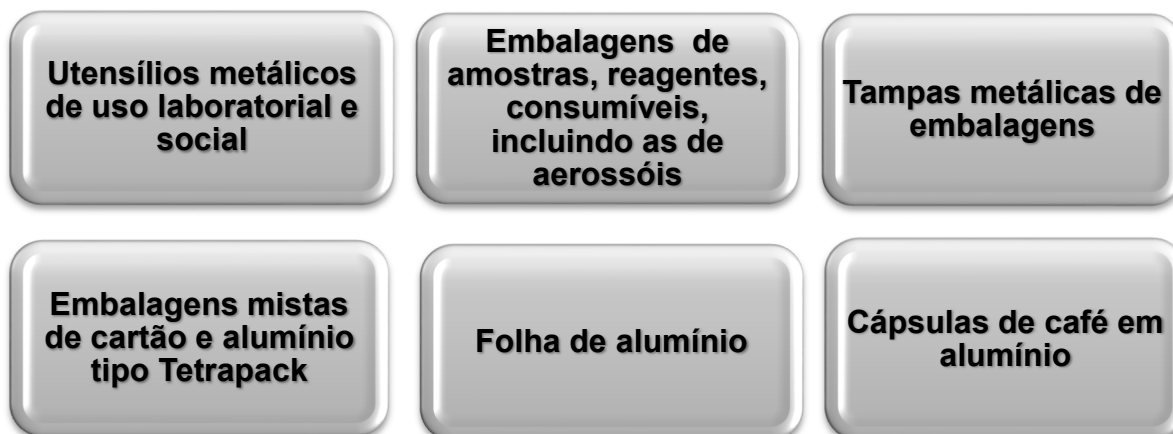 Utensílios metálicos
de uso laboratorial e
social
Embalagens de
amostras, reagentes,
consumíveis,
incluindo as de
aerossóis
Tampas metálicas de
embalagens
Embalagens mistas
de cartão e alumínio
tipo Tetrapack
Folha de alumínio
Cápsulas de café em
alumínio